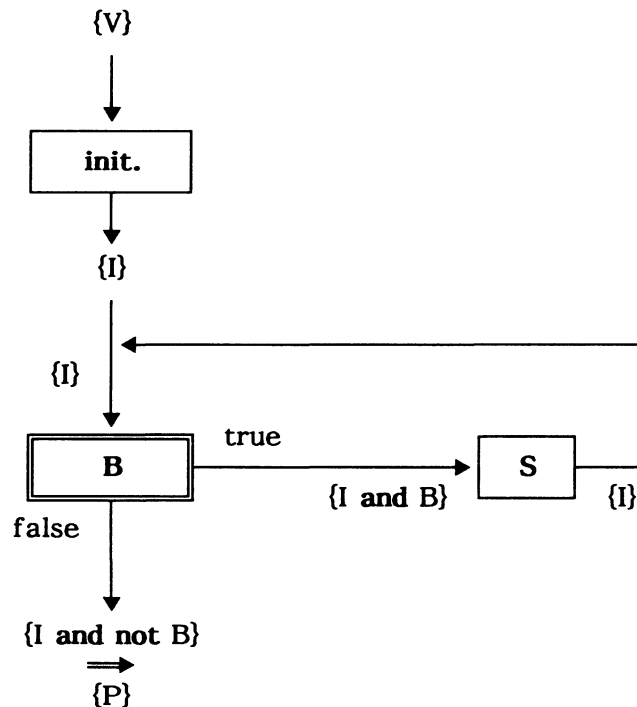 {V}
init.
{I}
{I}
true
B
S
{I and B}
{I}
false
{I and not B}
{P}